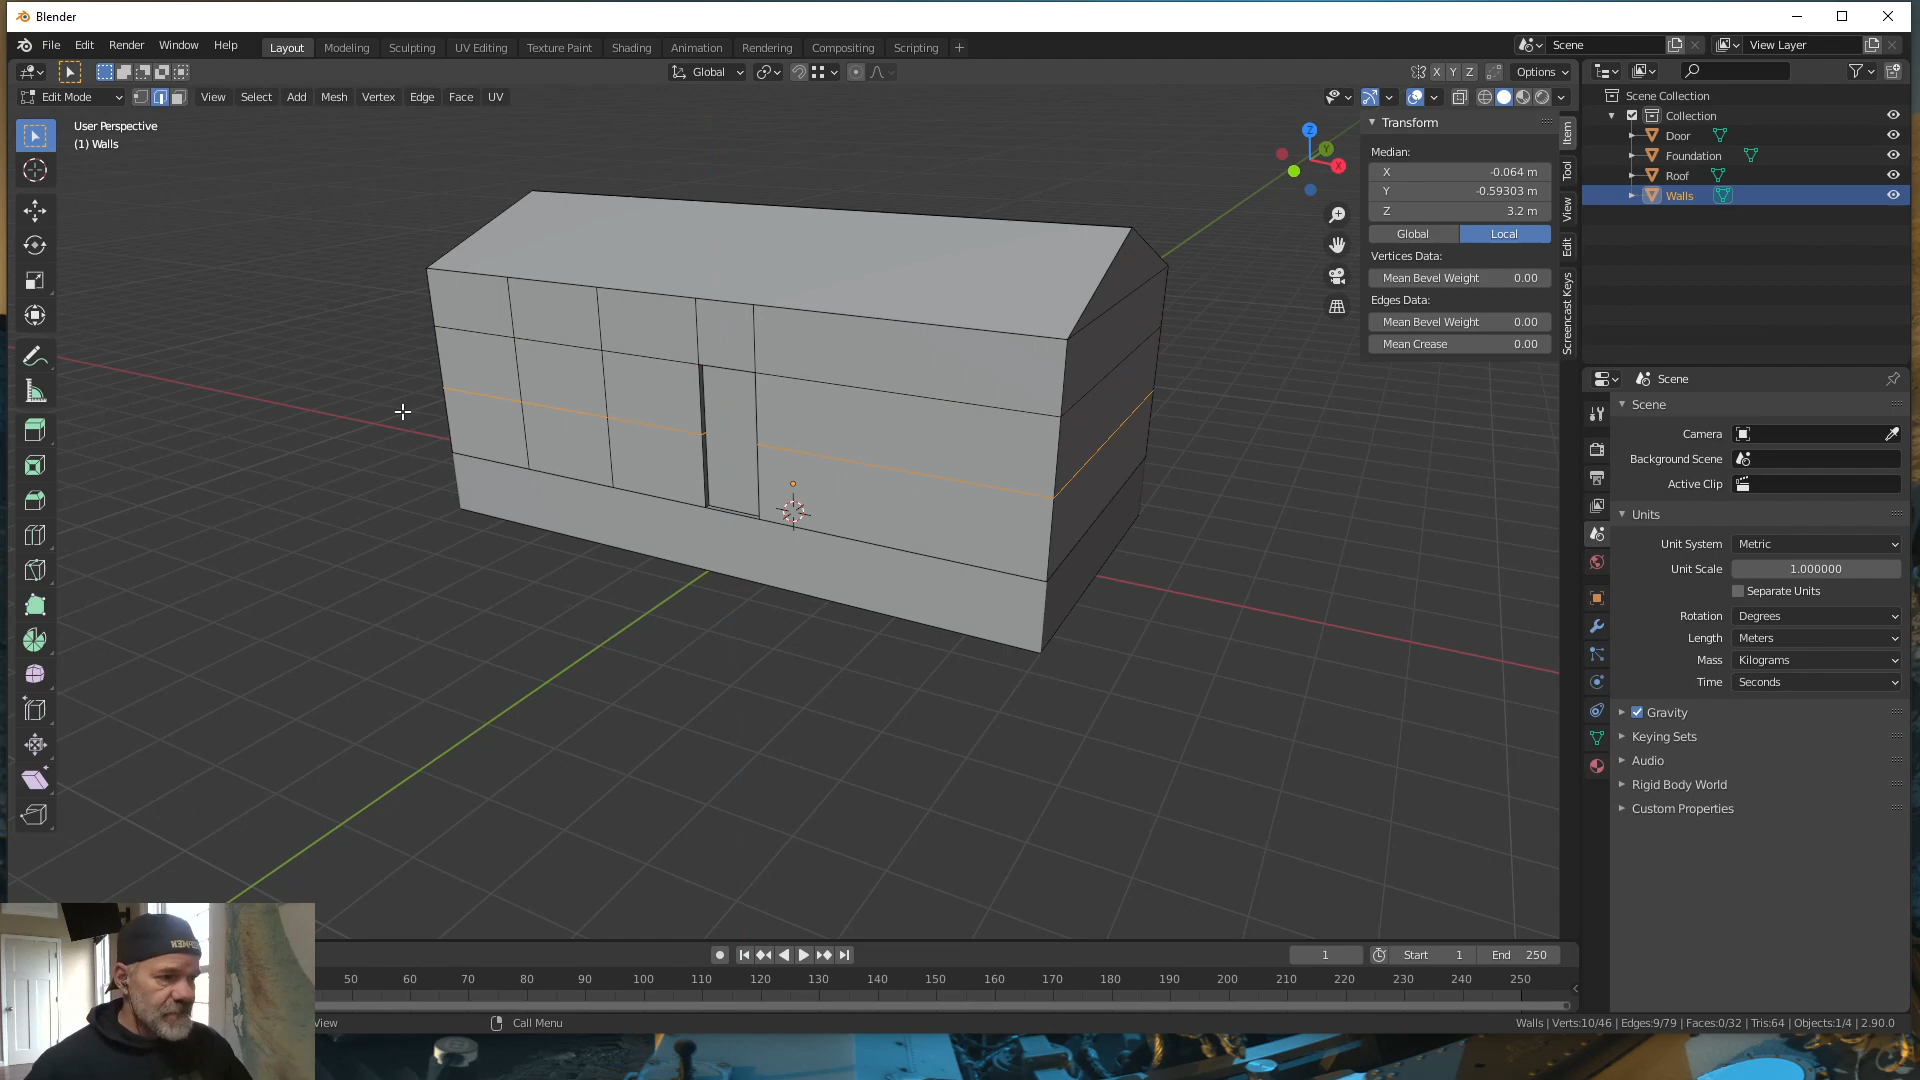 Blender
File Edit Render Window Help Layout Modeling Sculpting UV Editing Texture Paint Shading Animation Rendering Compositing Scripting + Scene View Layer
Global X Y Z Options
Edit Mode View Select Add Mesh Vertex Edge Face UV
User Perspective
(1) Walls
Z
Y
X
Transform
Median:
X -0.064 m
Y -0.59303 m
Z 3.2 m
Global Local
Vertices Data:
Mean Bevel Weight 0.00
Edges Data:
Mean Bevel Weight 0.00
Mean Crease 0.00
Item
Tool
View
Edit
Screencast Keys
Scene Collection
Collection
Door
Foundation
Roof
Walls
Scene
Scene
Camera
Background Scene
Active Clip
Units
Unit System Metric
Unit Scale 1.000000
Separate Units
Rotation Degrees
Length Meters
Mass Kilograms
Time Seconds
Gravity
Keying Sets
Audio
Rigid Body World
Custom Properties
1 Start 1 End 250
50 60 70 80 90 100 110 120 130 140 150 160 170 180 190 200 210 220 230 240 250
View Call Menu Walls | Verts:10/46 | Edges:9/79 | Faces:0/32 | Tris:64 | Objects:1/4 | 2.90.0